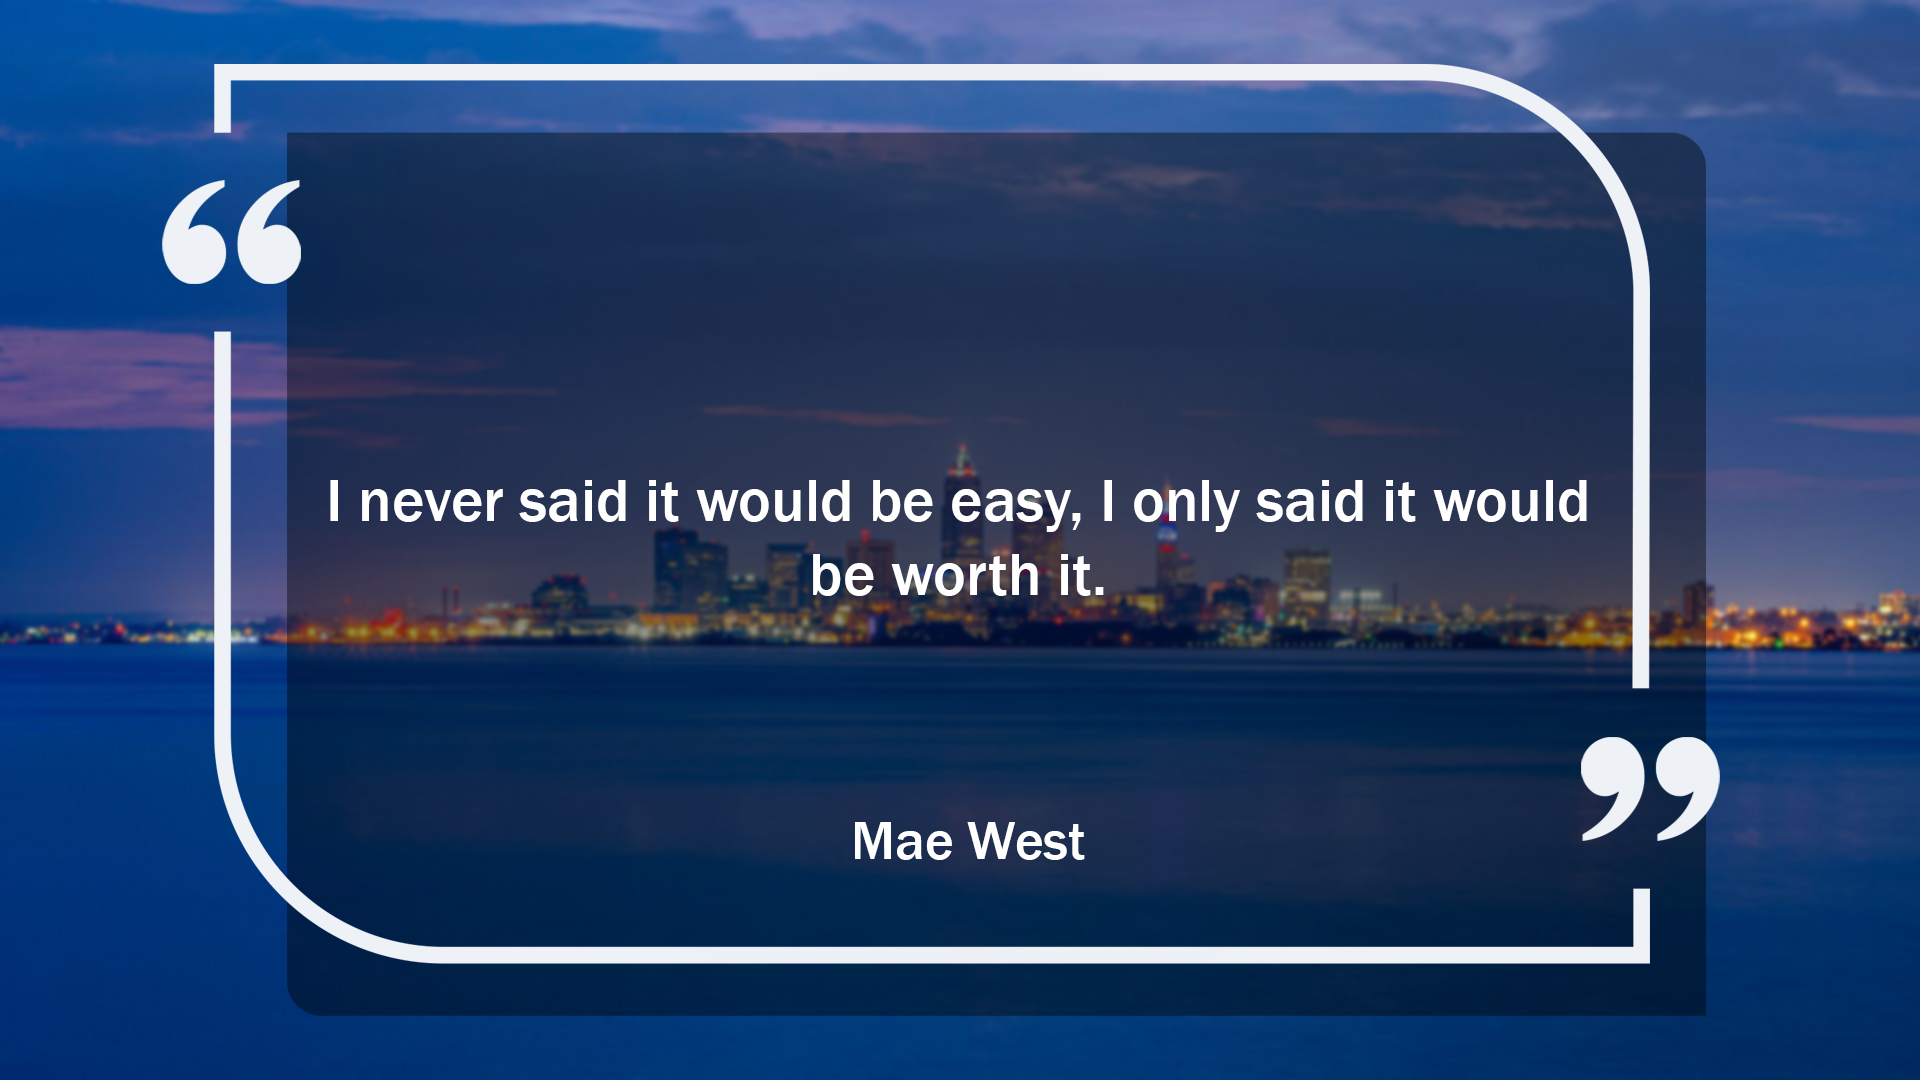 “
I never said it would be easy, I only said it would
be worth it.
Mae West
”